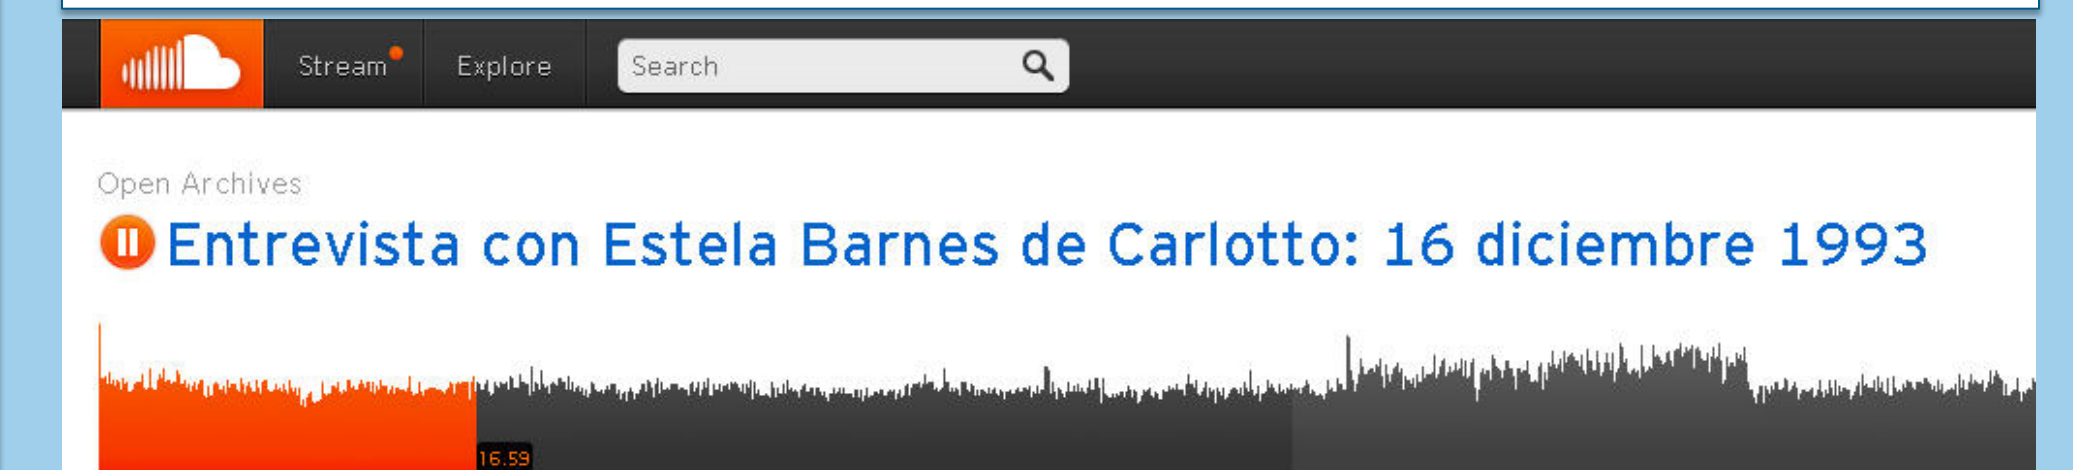 Stream Explore Search
Open Archives
Entrevista con Estela Barnes de Carlotto: 16 diciembre 1993
16.59